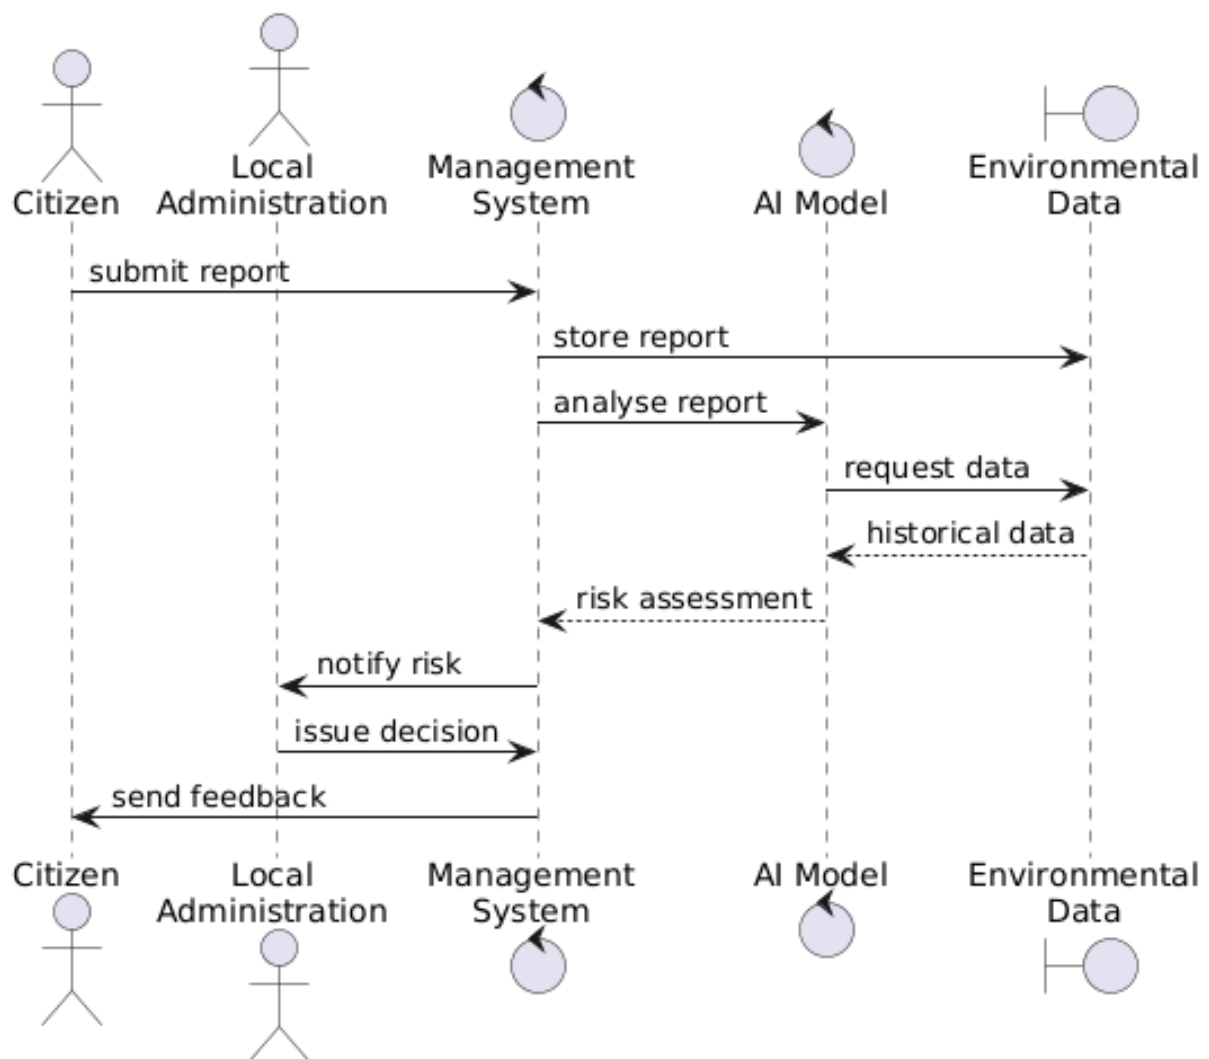 Citizen
Local
Administration
Management
System
AI Model
Environmental
Data
submit report
store report
analyse report
request data
historical data
risk assessment
notify risk
issue decision
send feedback
Citizen
Local
Administration
Management
System
AI Model
Environmental
Data